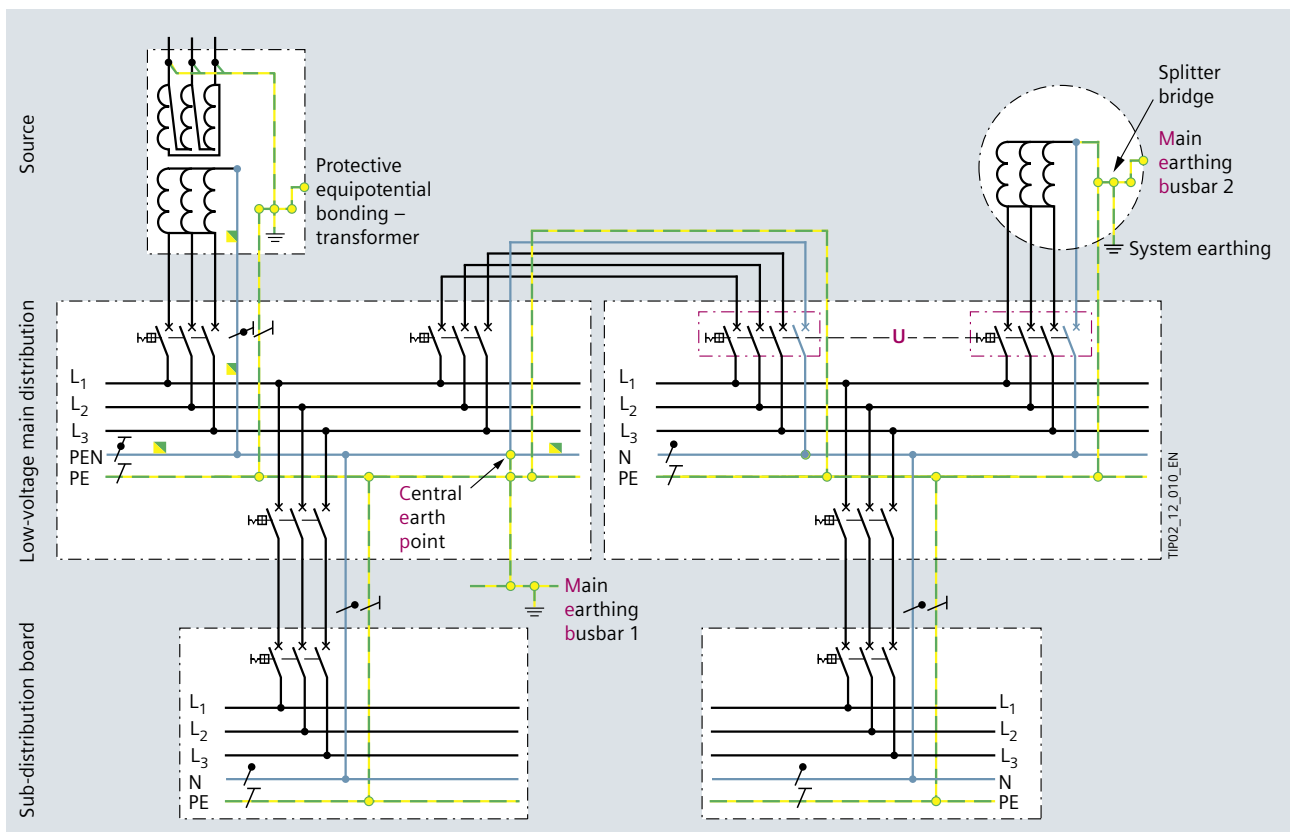 Source
Protective
equipotential
bonding –
transformer
Splitter
bridge
Main
earthing
busbar 2
System earthing
Low-voltage main distribution
L1
L2
L3
PEN
PE
Central
earth
point
U
L1
L2
L3
N
PE
TIP02_12_010_EN
Main
earthing
busbar 1
Sub-distribution board
L1
L2
L3
N
PE
L1
L2
L3
N
PE